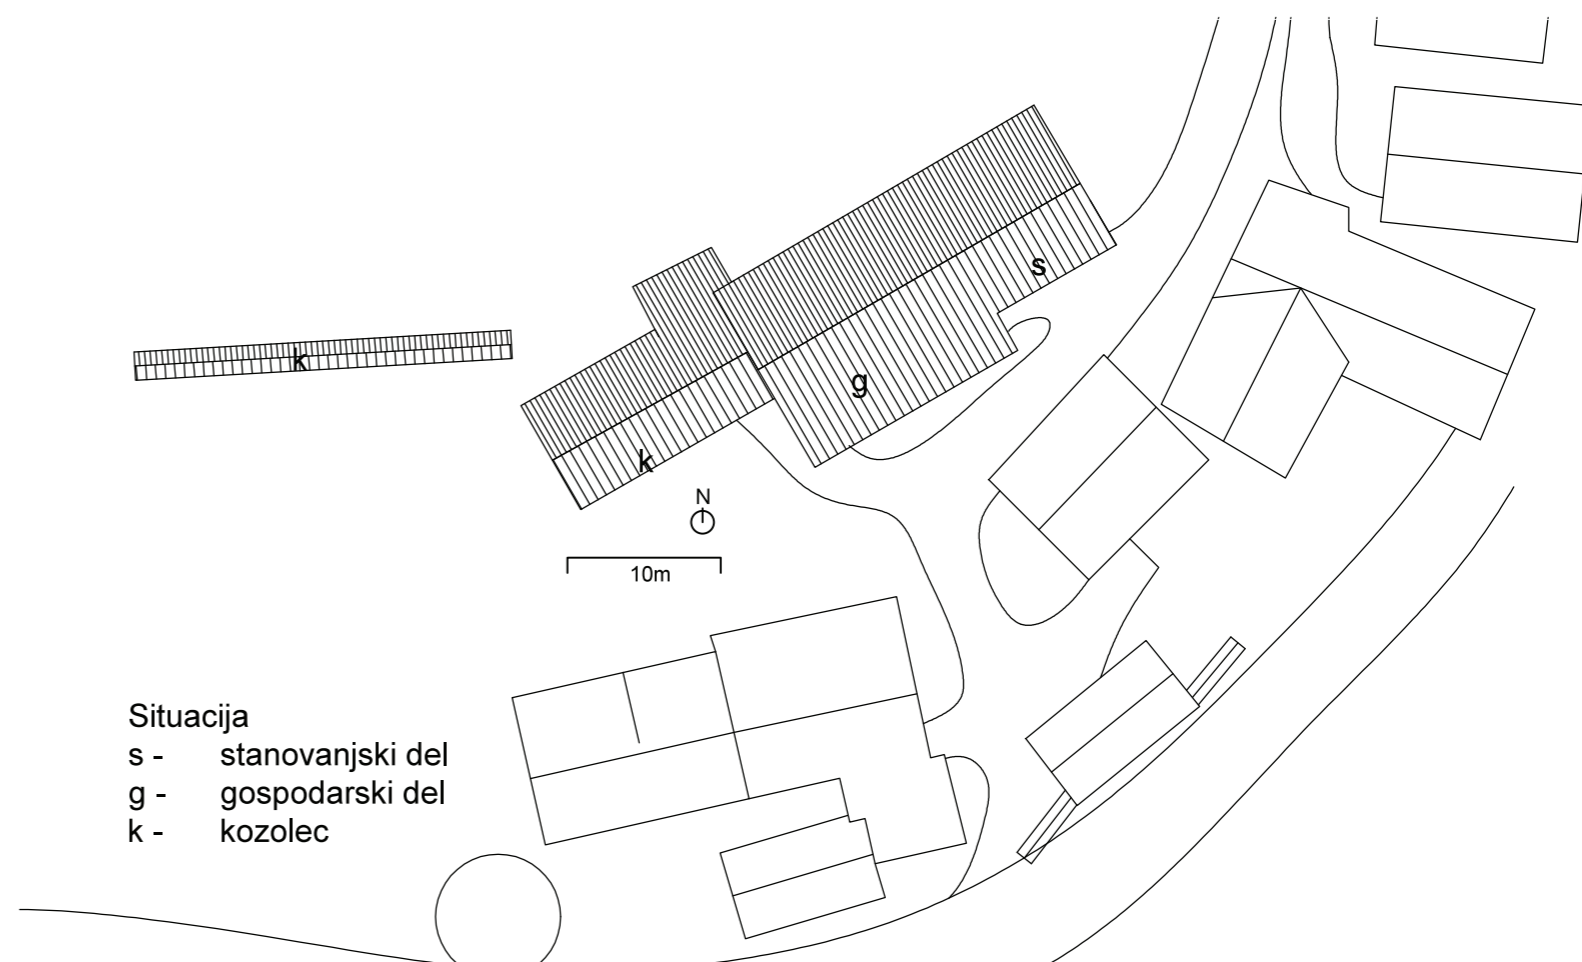 s
k
g
k
N
10m
Situacija
s - stanovanjski del
g - gospodarski del
k - kozolec